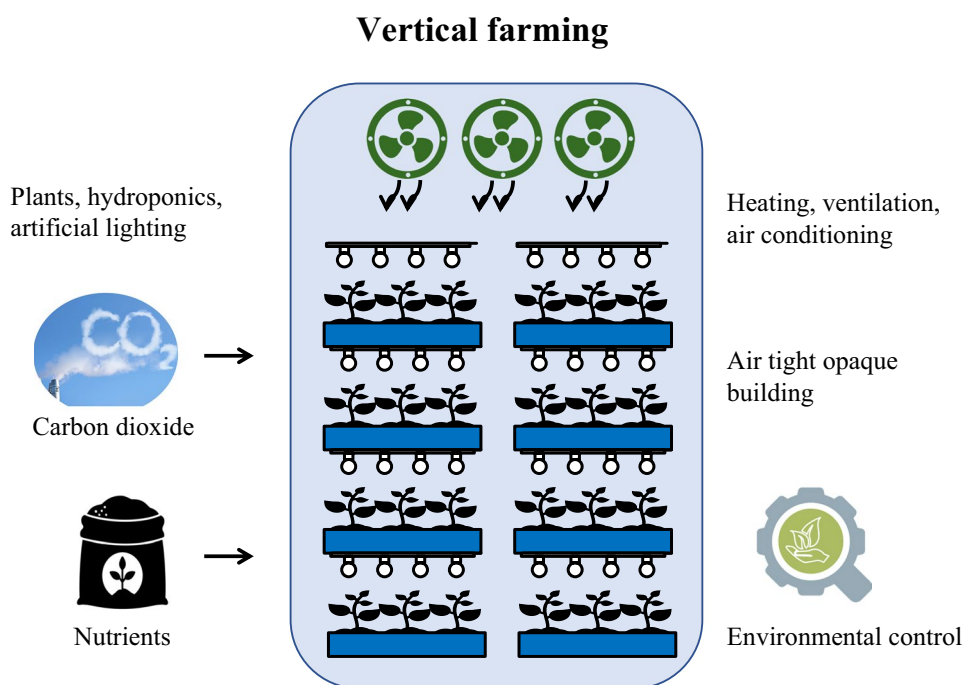 Vertical farming
Plants, hydroponics,
artificial lighting
Heating, ventilation,
air conditioning
CO2
Carbon dioxide
Air tight opaque
building
Nutrients
Environmental control